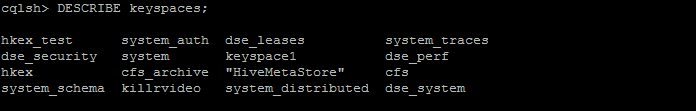 cqlsh> DESCRIBE keyspaces;
hkex_test system_auth dse_leases system_traces
dse_security system keyspace1 dse_perf
hkex cfs_archive "HiveMetaStore" cfs
system_schema killrvideo system_distributed dse_system